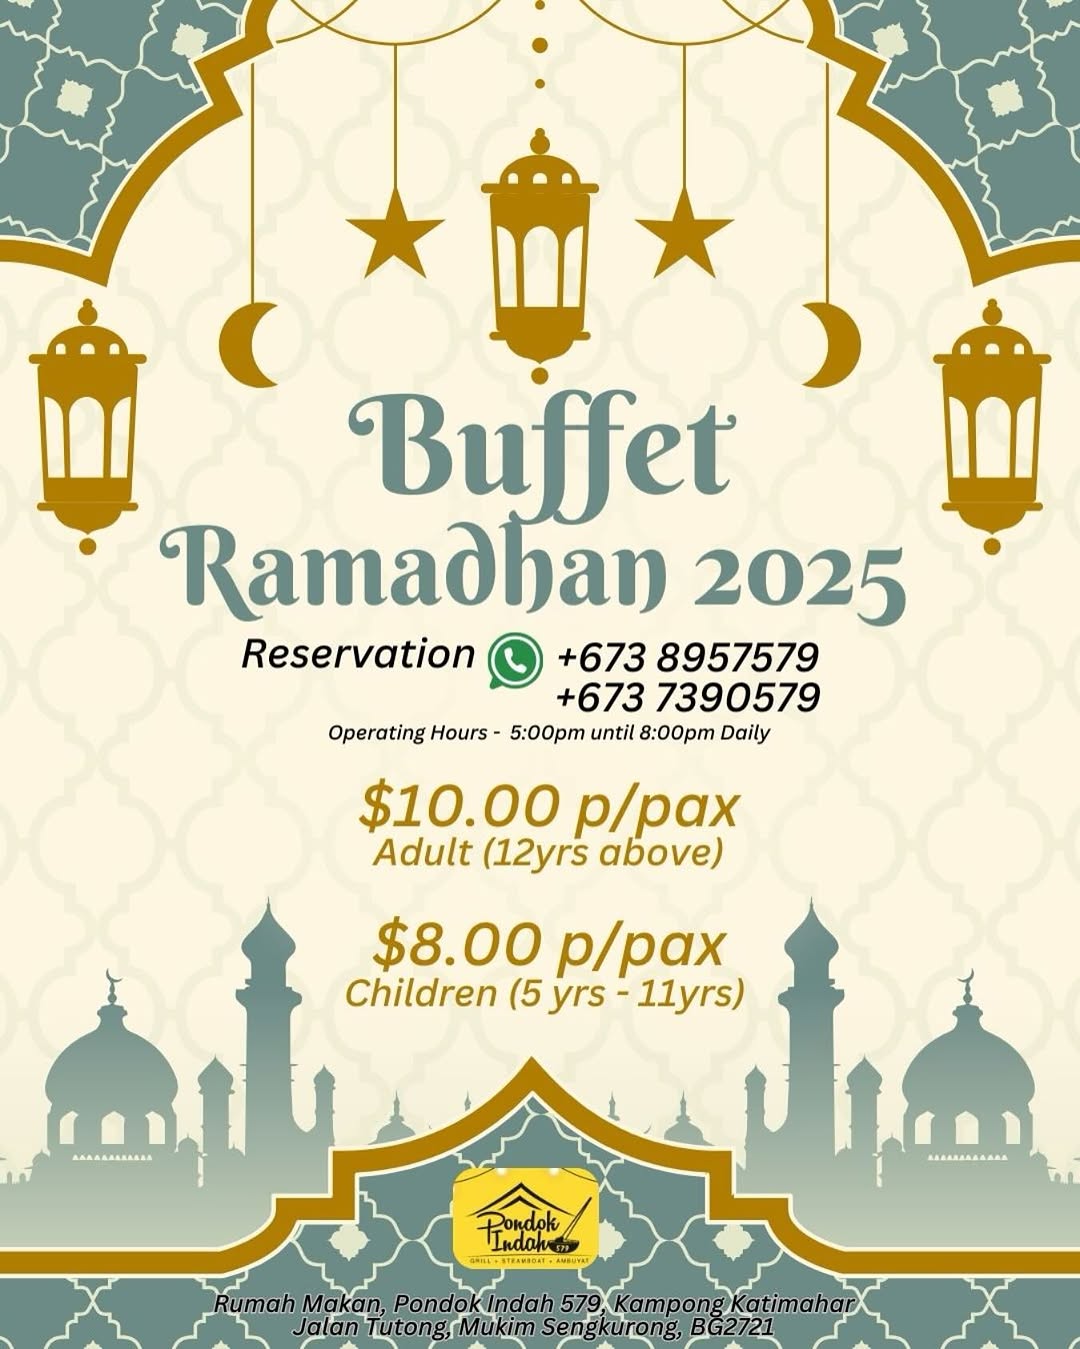 Buffet
Ramadhan 2025
Reservation +673 8957579
+673 7390579
Operating Hours - 5:00pm until 8:00pm Daily
$10.00 p/pax
Adult (12yrs above)
$8.00 p/pax
Children (5 yrs - 11yrs)
Pondok
Indah
579
GRILL • STEAMBOAT • AMBUYAT
Rumah Makan, Pondok Indah 579, Kampong Katimahar
Jalan Tutong, Mukim Sengkurong, BG2721